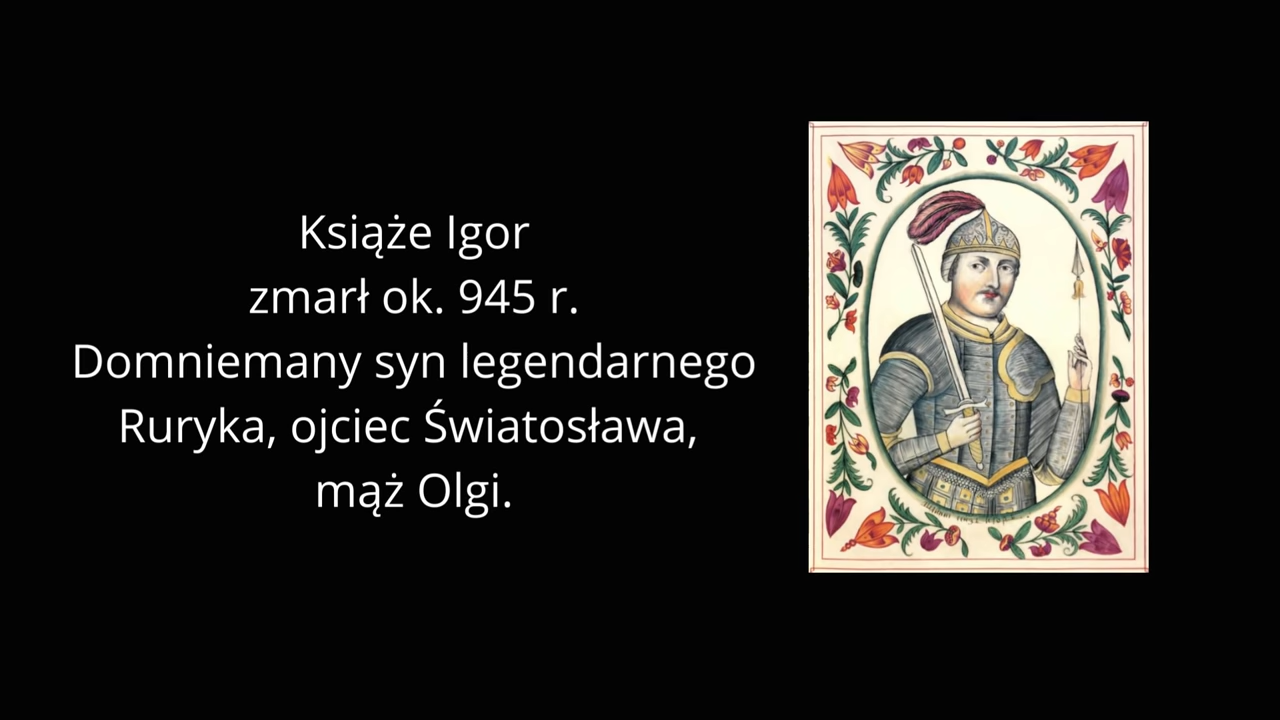 Książe Igor
zmarł ok. 945 r.
Domniemany syn legendarnego
Ruryka, ojciec Światosława,
mąż Olgi.